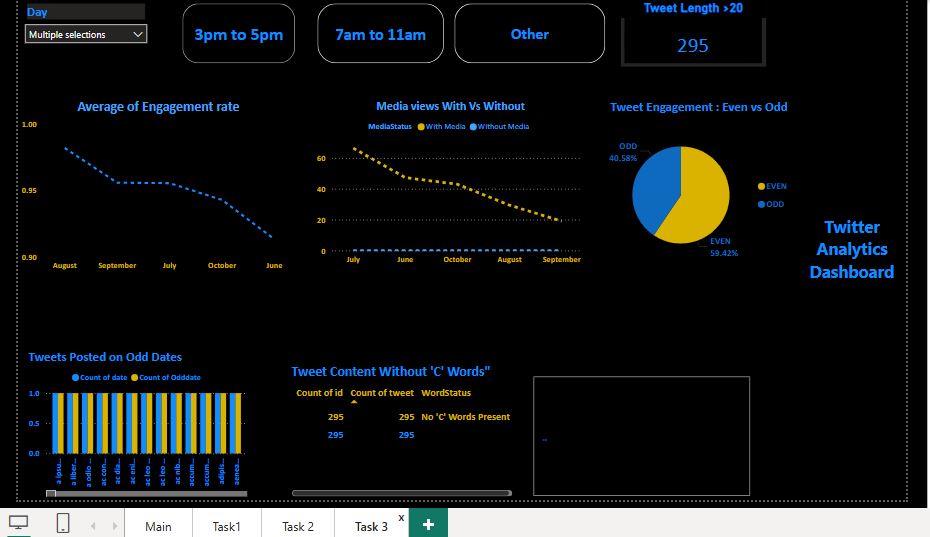 Day
Multiple selections
3pm to 5pm
7am to 11am
Other
Tweet Length >20
295
Average of Engagement rate
1.00
0.95
0.90
August September July October June
Media views With Vs Without
MediaStatus With Media Without Media
60
40
20
0
July June October August September
Tweet Engagement : Even vs Odd
ODD
40.58%
EVEN
59.42%
EVEN
ODD
Twitter
Analytics
Dashboard
Tweets Posted on Odd Dates
Count of date Count of Odddate
1.0
0.5
0.0
a ipsu...
a liber...
a odio ...
ac con...
ac dia...
ac eni...
ac leo ...
ac leo ...
ac nib...
accum...
accum...
adipis...
aenea...
Tweet Content Without 'C' Words"
Count of id Count of tweet WordStatus
295 295 No 'C' Words Present
295 295
--
Main Task1 Task 2 Task 3 x +